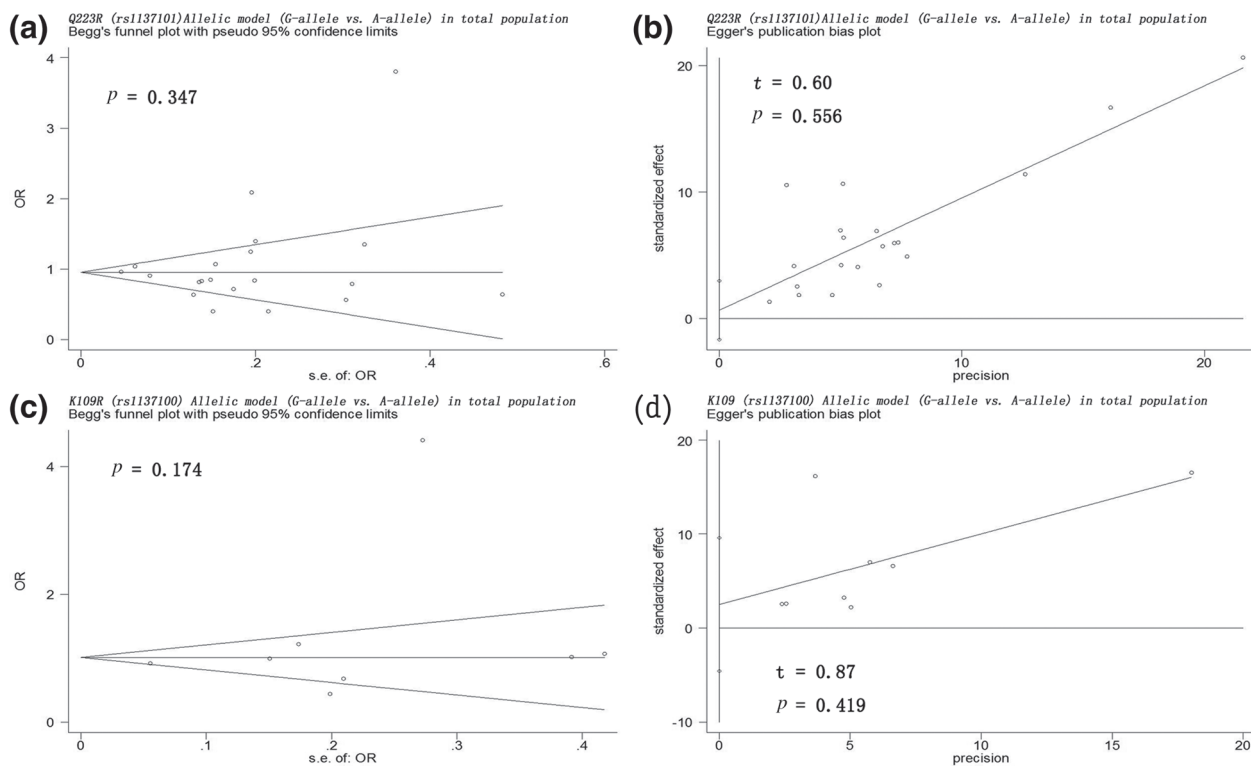 (a)
Q223R (rs1137101)Allelic model (G-allele vs. A-allele) in total population
Begg's funnel plot with pseudo 95% confidence limits
p = 0.347
OR
4
3
2
1
0
0 .2 .4 .6
s.e. of: OR
(b)
Q223R (rs1137101)Allelic model (G-allele vs. A-allele) in total population
Egger's publication bias plot
t = 0.60
p = 0.556
standardized effect
20
10
0
0 10 20
precision
(c)
K109R (rs1137100) Allelic model (G-allele vs. A-allele) in total population
Begg's funnel plot with pseudo 95% confidence limits
p = 0.174
OR
4
2
0
0 .1 .2 .3 .4
s.e. of: OR
(d)
K109 (rs1137100) Allelic model (G-allele vs. A-allele) in total population
Egger's publication bias plot
standardized effect
20
10
0
-10
t = 0.87
p = 0.419
0 5 10 15 20
precision